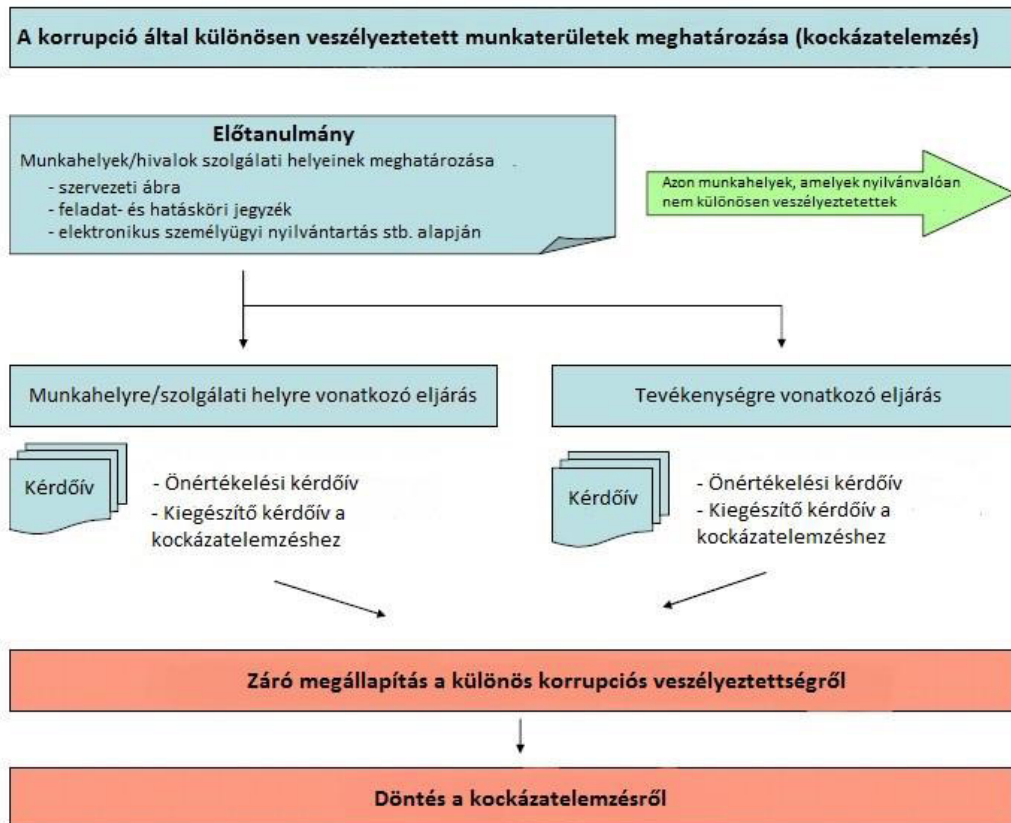 A korrupció által különösen veszélyeztetett munkaterületek meghatározása (kockázatelemzés)
Előtanulmány
Munkahelyek/hivalok szolgálati helyeinek meghatározása
- szervezeti ábra
- feladat- és hatásköri jegyzék
- elektronikus személyügyi nyilvántartás stb. alapján
Azon munkahelyek, amelyek nyilvánvalóan
nem különösen veszélyeztetettek
Munkahelyre/szolgálati helyre vonatkozó eljárás
Kérdőív
- Önértékelési kérdőív
- Kiegészítő kérdőív a
kockázatelemzéshez
Tevékenységre vonatkozó eljárás
Kérdőív
- Önértékelési kérdőív
- Kiegészítő kérdőív a
kockázatelemzéshez
Záró megállapítás a különös korrupciós veszélyeztettségről
Döntés a kockázatelemzésről